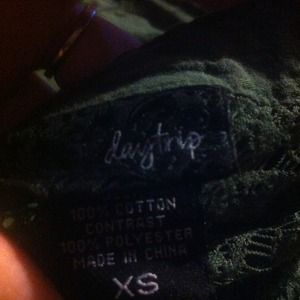 daytrip
100% COTTON
CONTRAST
100% POLYESTER
MADE IN CHINA
XS